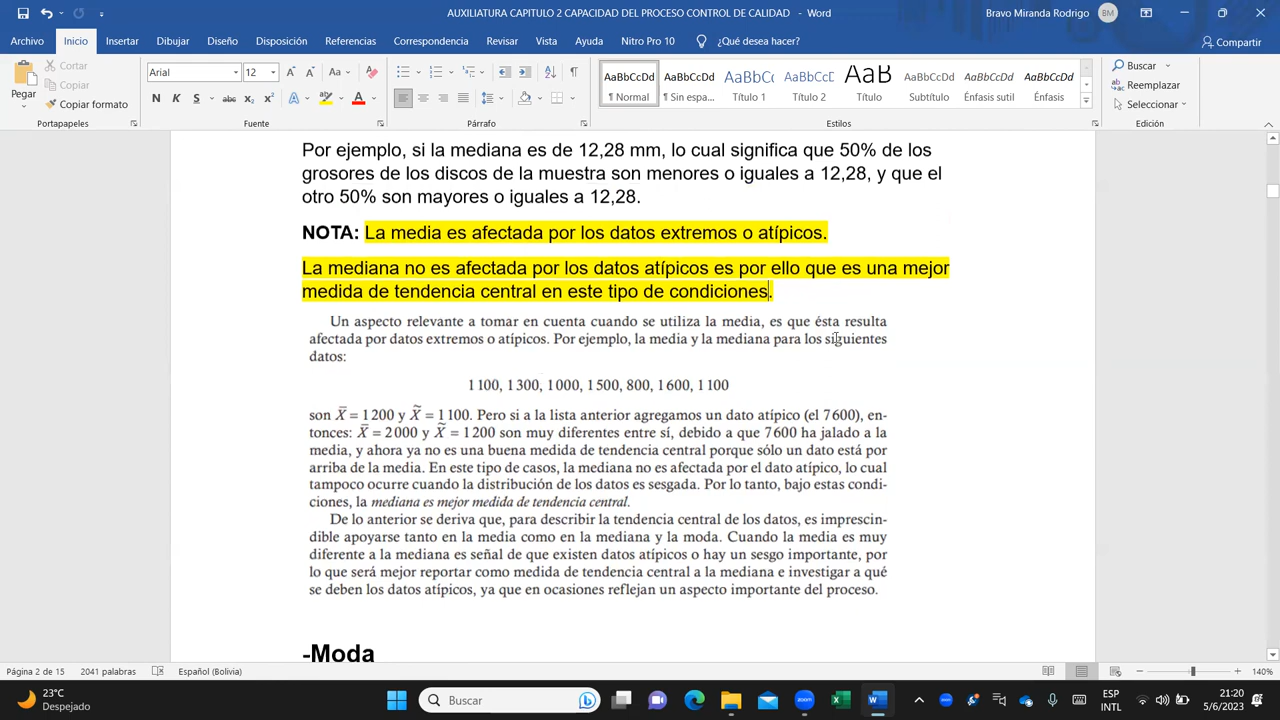 AUXILIATURA CAPITULO 2 CAPACIDAD DEL PROCESO CONTROL DE CALIDAD - Word
Bravo Miranda Rodrigo
BM
Archivo Inicio Insertar Dibujar Diseño Disposición Referencias Correspondencia Revisar Vista Ayuda Nitro Pro 10 ¿Qué desea hacer? Compartir
Pegar
Cortar
Copiar
Copiar formato
Portapapeles
Arial 12
Aa
N K S abc x₂ x²
A A
Fuente
Párrafo
AaBbCcDd AaBbCcDd AaBbCc AaBbCcD AaB AaBbCcD AaBbCcDd AaBbCcDd
¶ Normal ¶ Sin espa... Título 1 Título 2 Título Subtítulo Énfasis sutil Énfasis
Estilos
Buscar
Reemplazar
Seleccionar
Edición
Por ejemplo, si la mediana es de 12,28 mm, lo cual significa que 50% de los
grosores de los discos de la muestra son menores o iguales a 12,28, y que el
otro 50% son mayores o iguales a 12,28.
NOTA: La media es afectada por los datos extremos o atípicos.
La mediana no es afectada por los datos atípicos es por ello que es una mejor
medida de tendencia central en este tipo de condiciones.
Un aspecto relevante a tomar en cuenta cuando se utiliza la media, es que ésta resulta
afectada por datos extremos o atípicos. Por ejemplo, la media y la mediana para los siguientes
datos:
1 100, 1 300, 1 000, 1 500, 800, 1 600, 1 100
son X̄ = 1 200 y X̃ = 1 100. Pero si a la lista anterior agregamos un dato atípico (el 7 600), en-
tonces: X̄ = 2 000 y X̃ = 1 200 son muy diferentes entre sí, debido a que 7 600 ha jalado a la
media, y ahora ya no es una buena medida de tendencia central porque sólo un dato está por
arriba de la media. En este tipo de casos, la mediana no es afectada por el dato atípico, lo cual
tampoco ocurre cuando la distribución de los datos es sesgada. Por lo tanto, bajo estas condi-
ciones, la mediana es mejor medida de tendencia central.
De lo anterior se deriva que, para describir la tendencia central de los datos, es imprescin-
dible apoyarse tanto en la media como en la mediana y la moda. Cuando la media es muy
diferente a la mediana es señal de que existen datos atípicos o hay un sesgo importante, por
lo que será mejor reportar como medida de tendencia central a la mediana e investigar a qué
se deben los datos atípicos, ya que en ocasiones reflejan un aspecto importante del proceso.
-Moda
Página 2 de 15 2041 palabras Español (Bolivia) 140%
23°C
Despejado
Buscar
ESP
INTL
21:20
5/6/2023